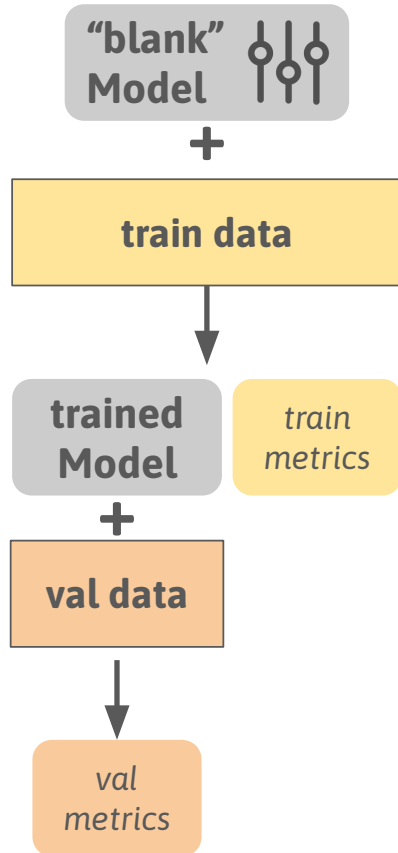 “blank”
Model
+
train data
trained
Model
train
metrics
+
val data
val
metrics